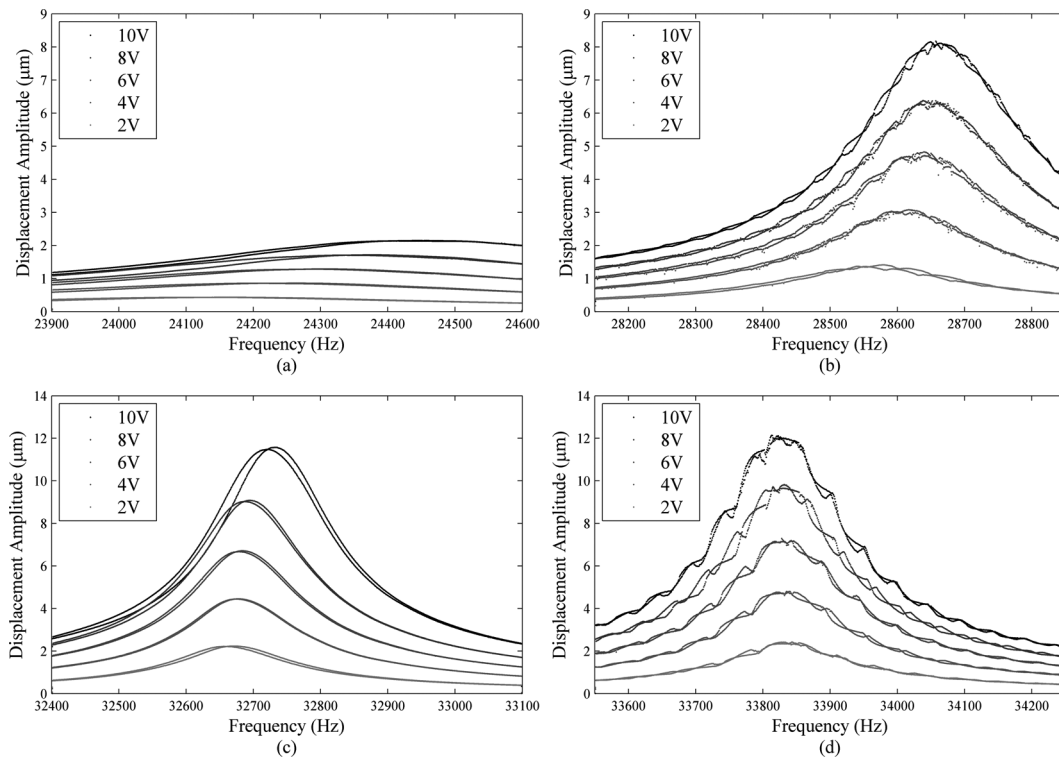 9
8
7
6
5
4
3
2
1
0
Displacement Amplitude (μm)
10V
8V
6V
4V
2V
23900 24000 24100 24200 24300 24400 24500 24600
Frequency (Hz)
(a)
9
8
7
6
5
4
3
2
1
0
Displacement Amplitude (μm)
10V
8V
6V
4V
2V
28200 28300 28400 28500 28600 28700 28800
Frequency (Hz)
(b)
14
12
10
8
6
4
2
0
Displacement Amplitude (μm)
10V
8V
6V
4V
2V
32400 32500 32600 32700 32800 32900 33000 33100
Frequency (Hz)
(c)
14
12
10
8
6
4
2
0
Displacement Amplitude (μm)
10V
8V
6V
4V
2V
33600 33700 33800 33900 34000 34100 34200
Frequency (Hz)
(d)